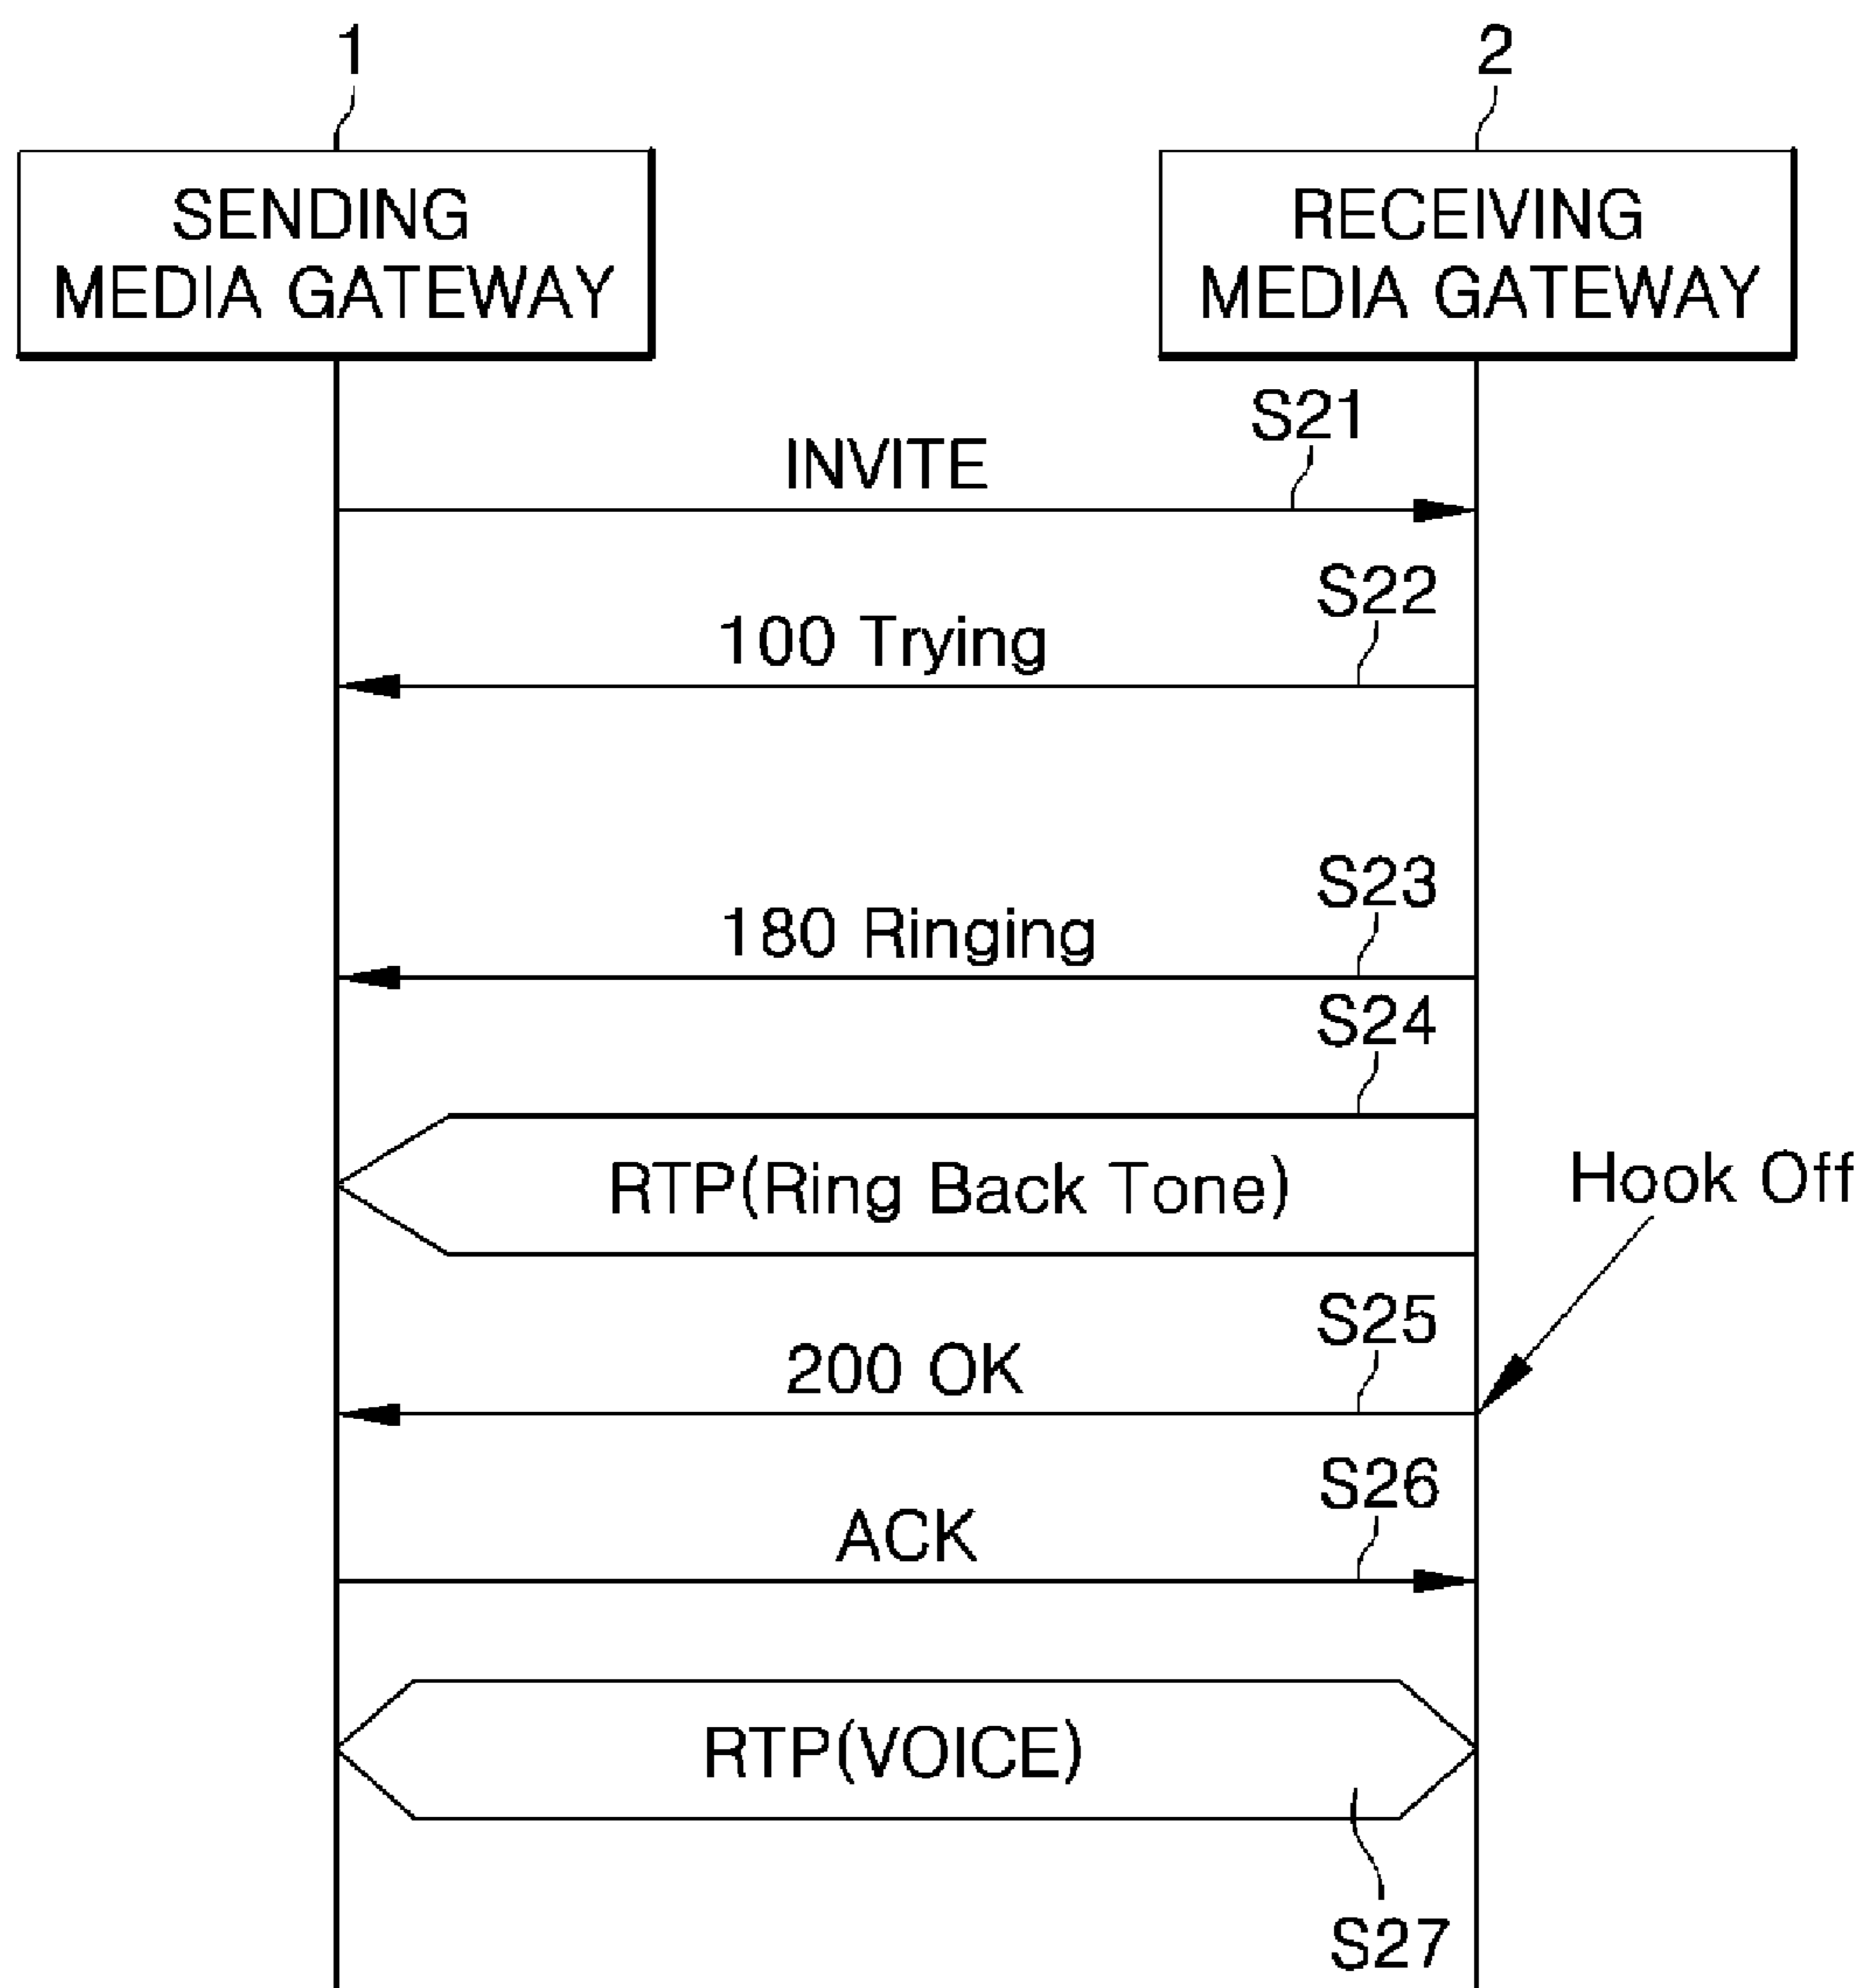 1
2
SENDING
MEDIA GATEWAY
RECEIVING
MEDIA GATEWAY
S21
INVITE
S22
100 Trying
S23
180 Ringing
S24
RTP(Ring Back Tone)
Hook Off
S25
200 OK
S26
ACK
RTP(VOICE)
S27